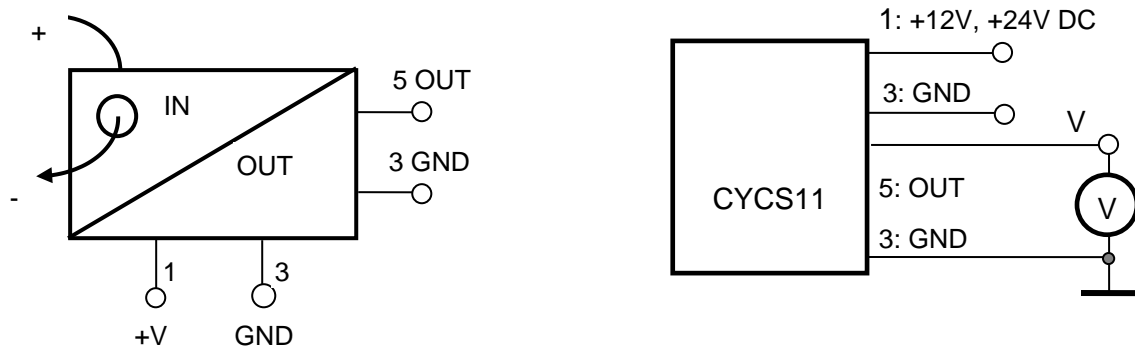 +
IN
OUT
-
5 OUT
3 GND
1
3
+V
GND
1: +12V, +24V DC
3: GND
V
CYCS11
5: OUT
V
3: GND